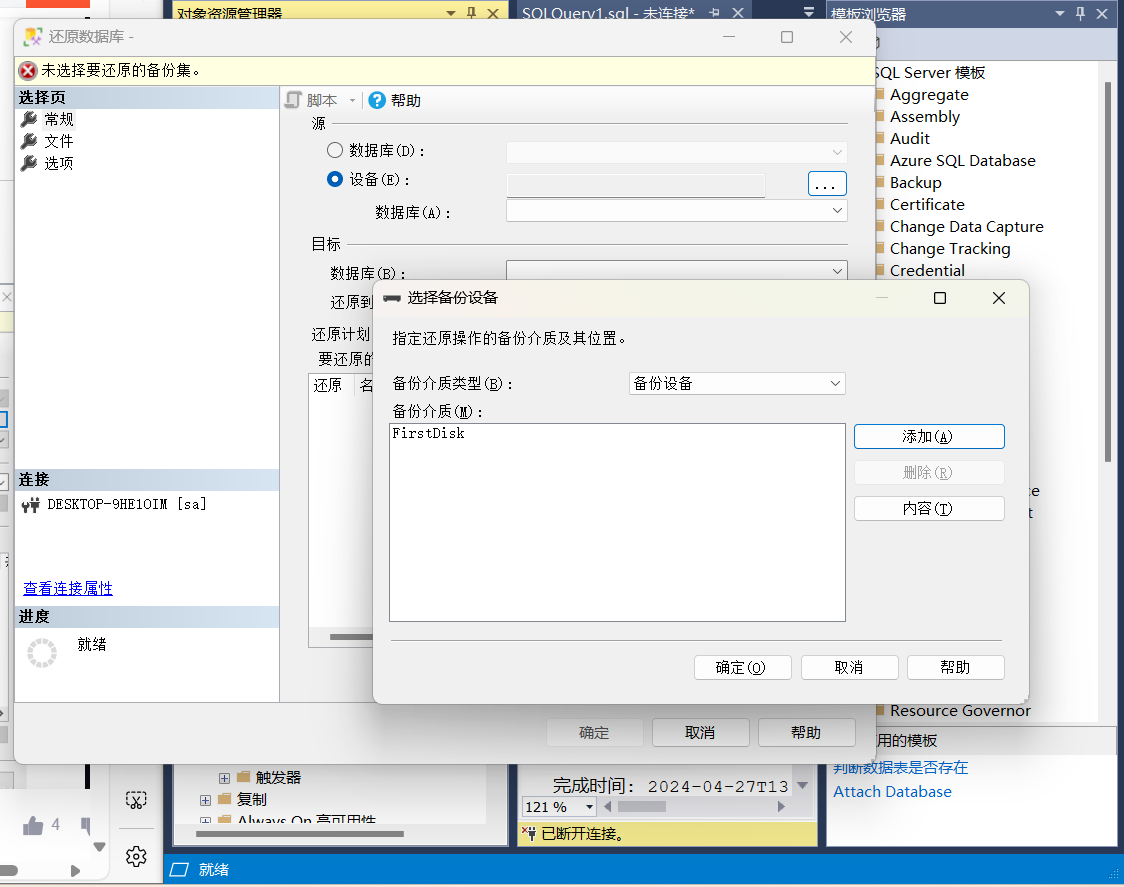 对象资源管理器
SQLQuery1.sql - 未连接*
模板浏览器
还原数据库 -
未选择要还原的备份集。
选择页
常规
文件
选项
脚本
帮助
源
数据库(D)：
设备(E)：
...
数据库(A)：
目标
数据库(B)：
还原到
还原计划
要还原的
还原 名
SQL Server 模板
Aggregate
Assembly
Audit
Azure SQL Database
Backup
Certificate
Change Data Capture
Change Tracking
Credential
选择备份设备
指定还原操作的备份介质及其位置。
备份介质类型(B)：
备份设备
备份介质(M)：
FirstDisk
添加(A)
删除(R)
内容(T)
确定(O)
取消
帮助
连接
DESKTOP-9HE1OIM [sa]
查看连接属性
进度
就绪
确定
取消
帮助
Resource Governor
用的模板
判断数据表是否存在
Attach Database
触发器
复制
Always On 高可用性
完成时间： 2024-04-27T13
121 %
已断开连接。
4
就绪